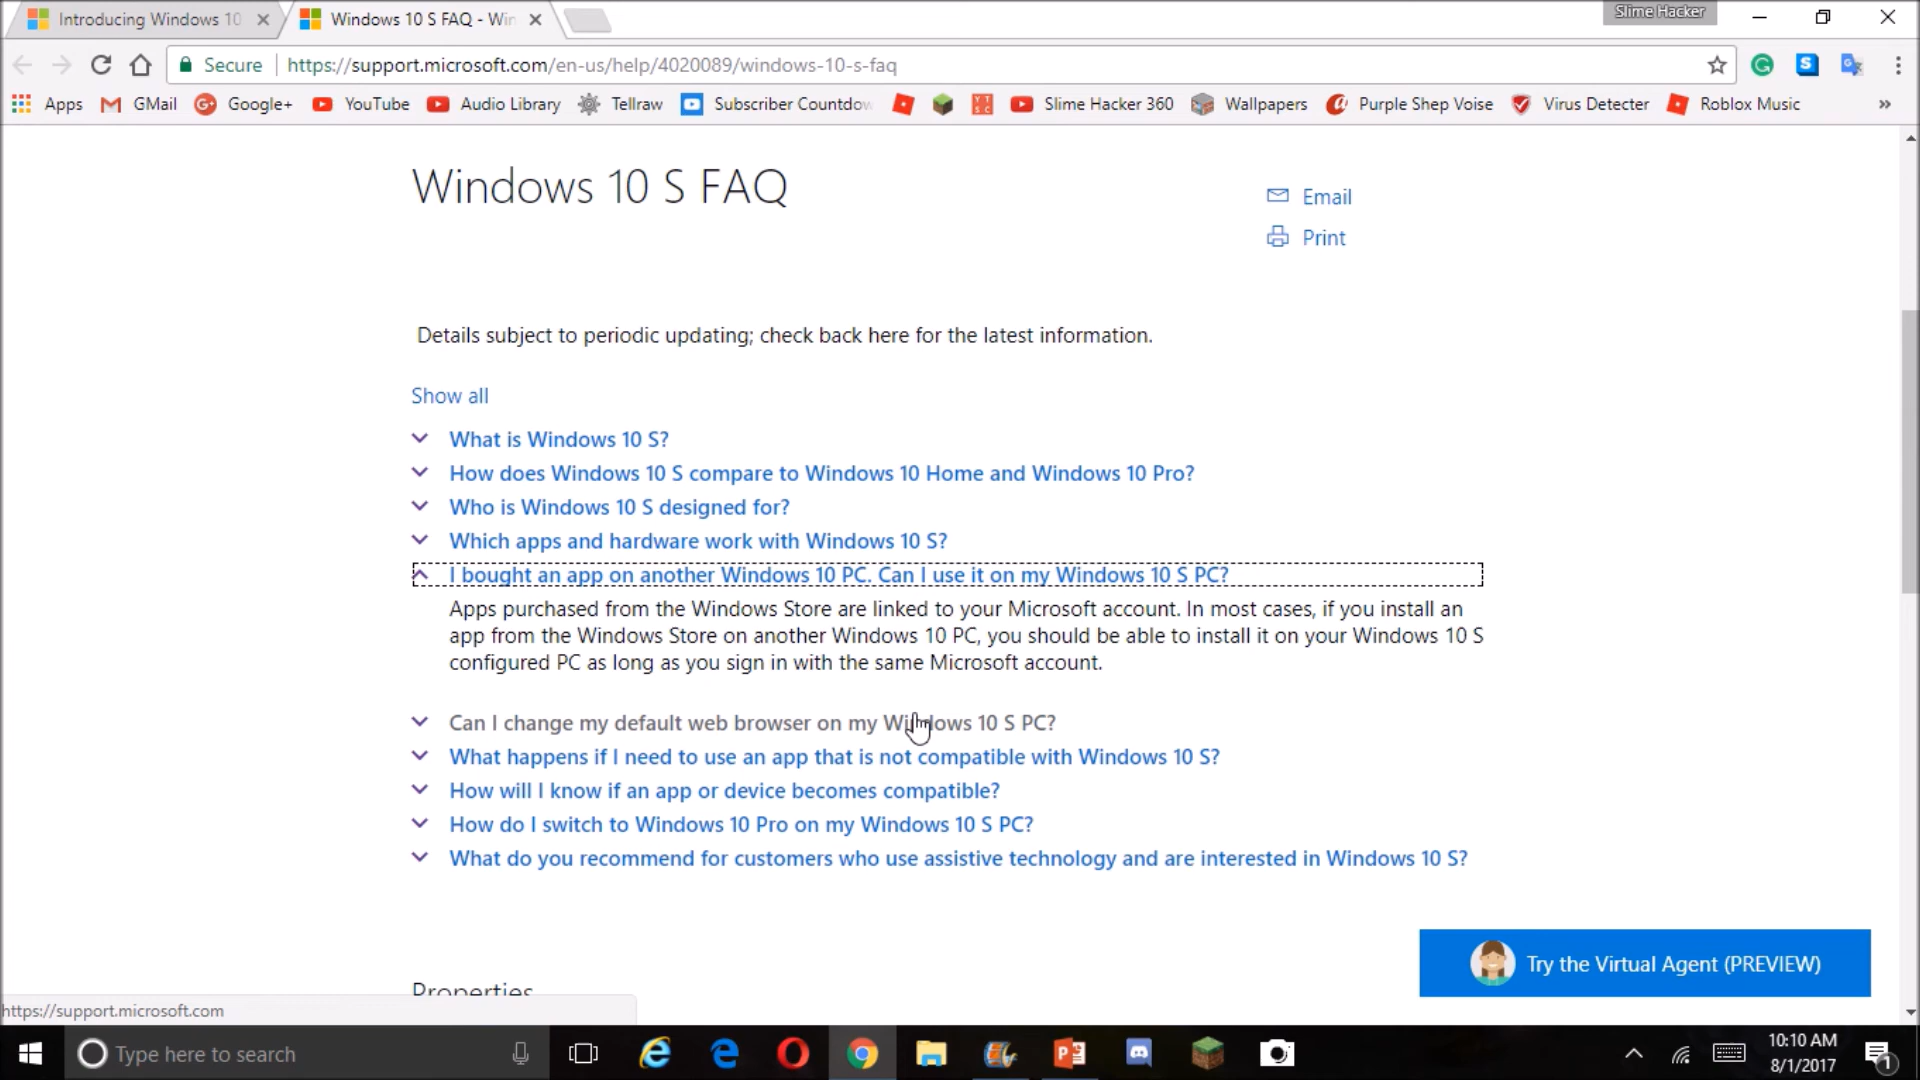 Introducing Windows 10
Windows 10 S FAQ - Win
Slime Hacker
Secure
https://support.microsoft.com/en-us/help/4020089/windows-10-s-faq
Apps
GMail
Google+
YouTube
Audio Library
Tellraw
Subscriber Countdow
Slime Hacker 360
Wallpapers
Purple Shep Voise
Virus Detecter
Roblox Music
Windows 10 S FAQ
Email
Print
Details subject to periodic updating; check back here for the latest information.
Show all
What is Windows 10 S?
How does Windows 10 S compare to Windows 10 Home and Windows 10 Pro?
Who is Windows 10 S designed for?
Which apps and hardware work with Windows 10 S?
I bought an app on another Windows 10 PC. Can I use it on my Windows 10 S PC?
Apps purchased from the Windows Store are linked to your Microsoft account. In most cases, if you install an
app from the Windows Store on another Windows 10 PC, you should be able to install it on your Windows 10 S
configured PC as long as you sign in with the same Microsoft account.
Can I change my default web browser on my Windows 10 S PC?
What happens if I need to use an app that is not compatible with Windows 10 S?
How will I know if an app or device becomes compatible?
How do I switch to Windows 10 Pro on my Windows 10 S PC?
What do you recommend for customers who use assistive technology and are interested in Windows 10 S?
Try the Virtual Agent (PREVIEW)
Properties
https://support.microsoft.com
Type here to search
10:10 AM
8/1/2017
1